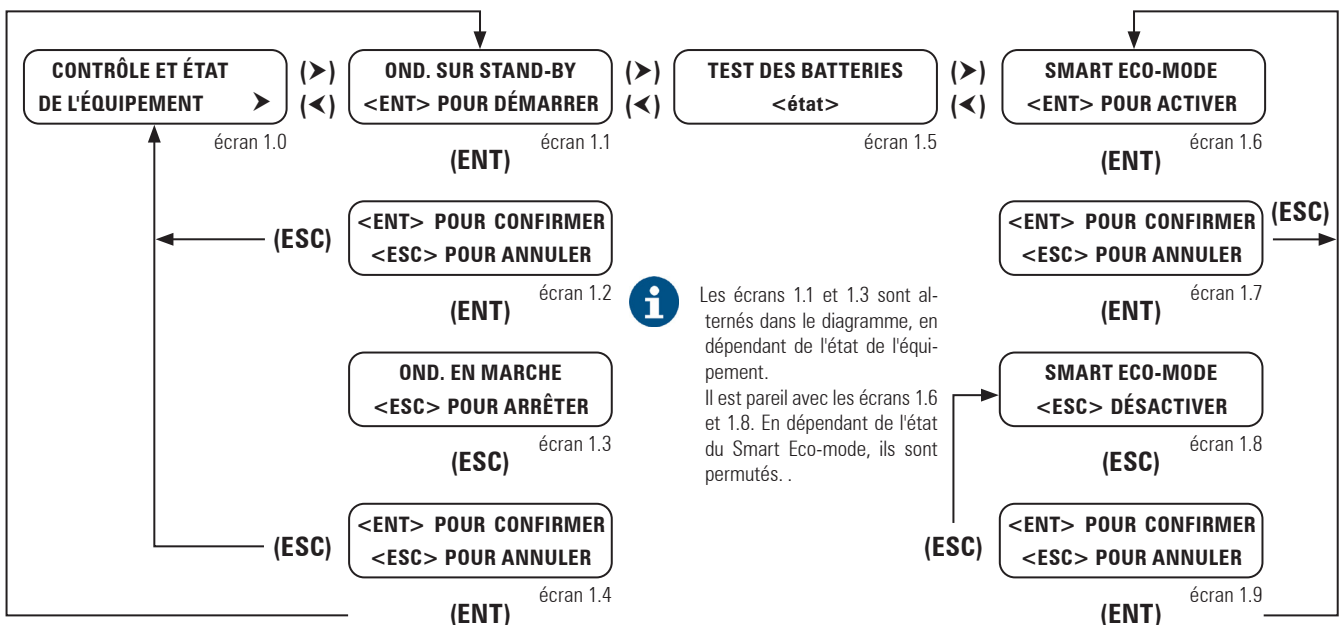 CONTRÔLE ET ÉTAT
DE L'ÉQUIPEMENT ➤
écran 1.0
(➤)
(<)
OND. SUR STAND-BY
<ENT> POUR DÉMARRER
écran 1.1
(➤)
(<)
TEST DES BATTERIES
<état>
écran 1.5
(➤)
(<)
SMART ECO-MODE
<ENT> POUR ACTIVER
écran 1.6
(ENT)
(ENT)
(ESC)
<ENT> POUR CONFIRMER
<ESC> POUR ANNULER
écran 1.2
(ENT)
<ENT> POUR CONFIRMER
<ESC> POUR ANNULER
(ESC)
écran 1.7
(ENT)
Les écrans 1.1 et 1.3 sont al-
ternés dans le diagramme, en
dépendant de l'état de l'équi-
pement.
Il est pareil avec les écrans 1.6
et 1.8. En dépendant de l'état
du Smart Eco-mode, ils sont
permutés. .
OND. EN MARCHE
<ESC> POUR ARRÊTER
écran 1.3
(ESC)
SMART ECO-MODE
<ESC> DÉSACTIVER
écran 1.8
(ESC)
(ESC)
<ENT> POUR CONFIRMER
<ESC> POUR ANNULER
écran 1.4
(ENT)
(ESC)
<ENT> POUR CONFIRMER
<ESC> POUR ANNULER
écran 1.9
(ENT)